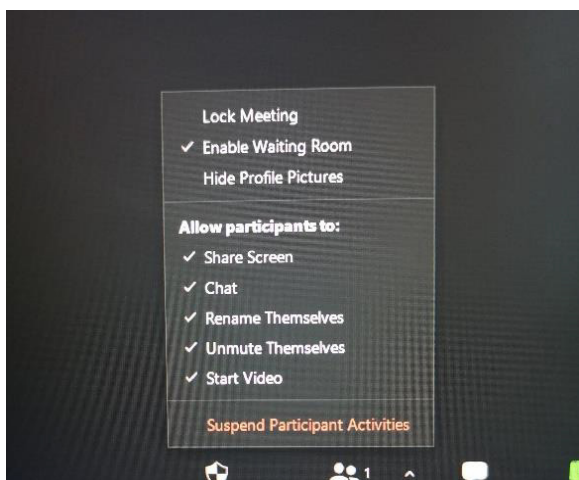 Lock Meeting
✓ Enable Waiting Room
Hide Profile Pictures
Allow participants to:
✓ Share Screen
✓ Chat
✓ Rename Themselves
✓ Unmute Themselves
✓ Start Video
Suspend Participant Activities
1